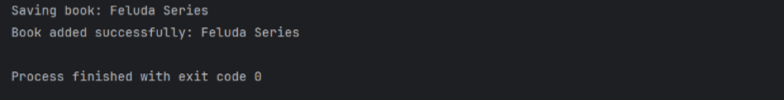 Saving book: Feluda Series
Book added successfully: Feluda Series
Process finished with exit code 0